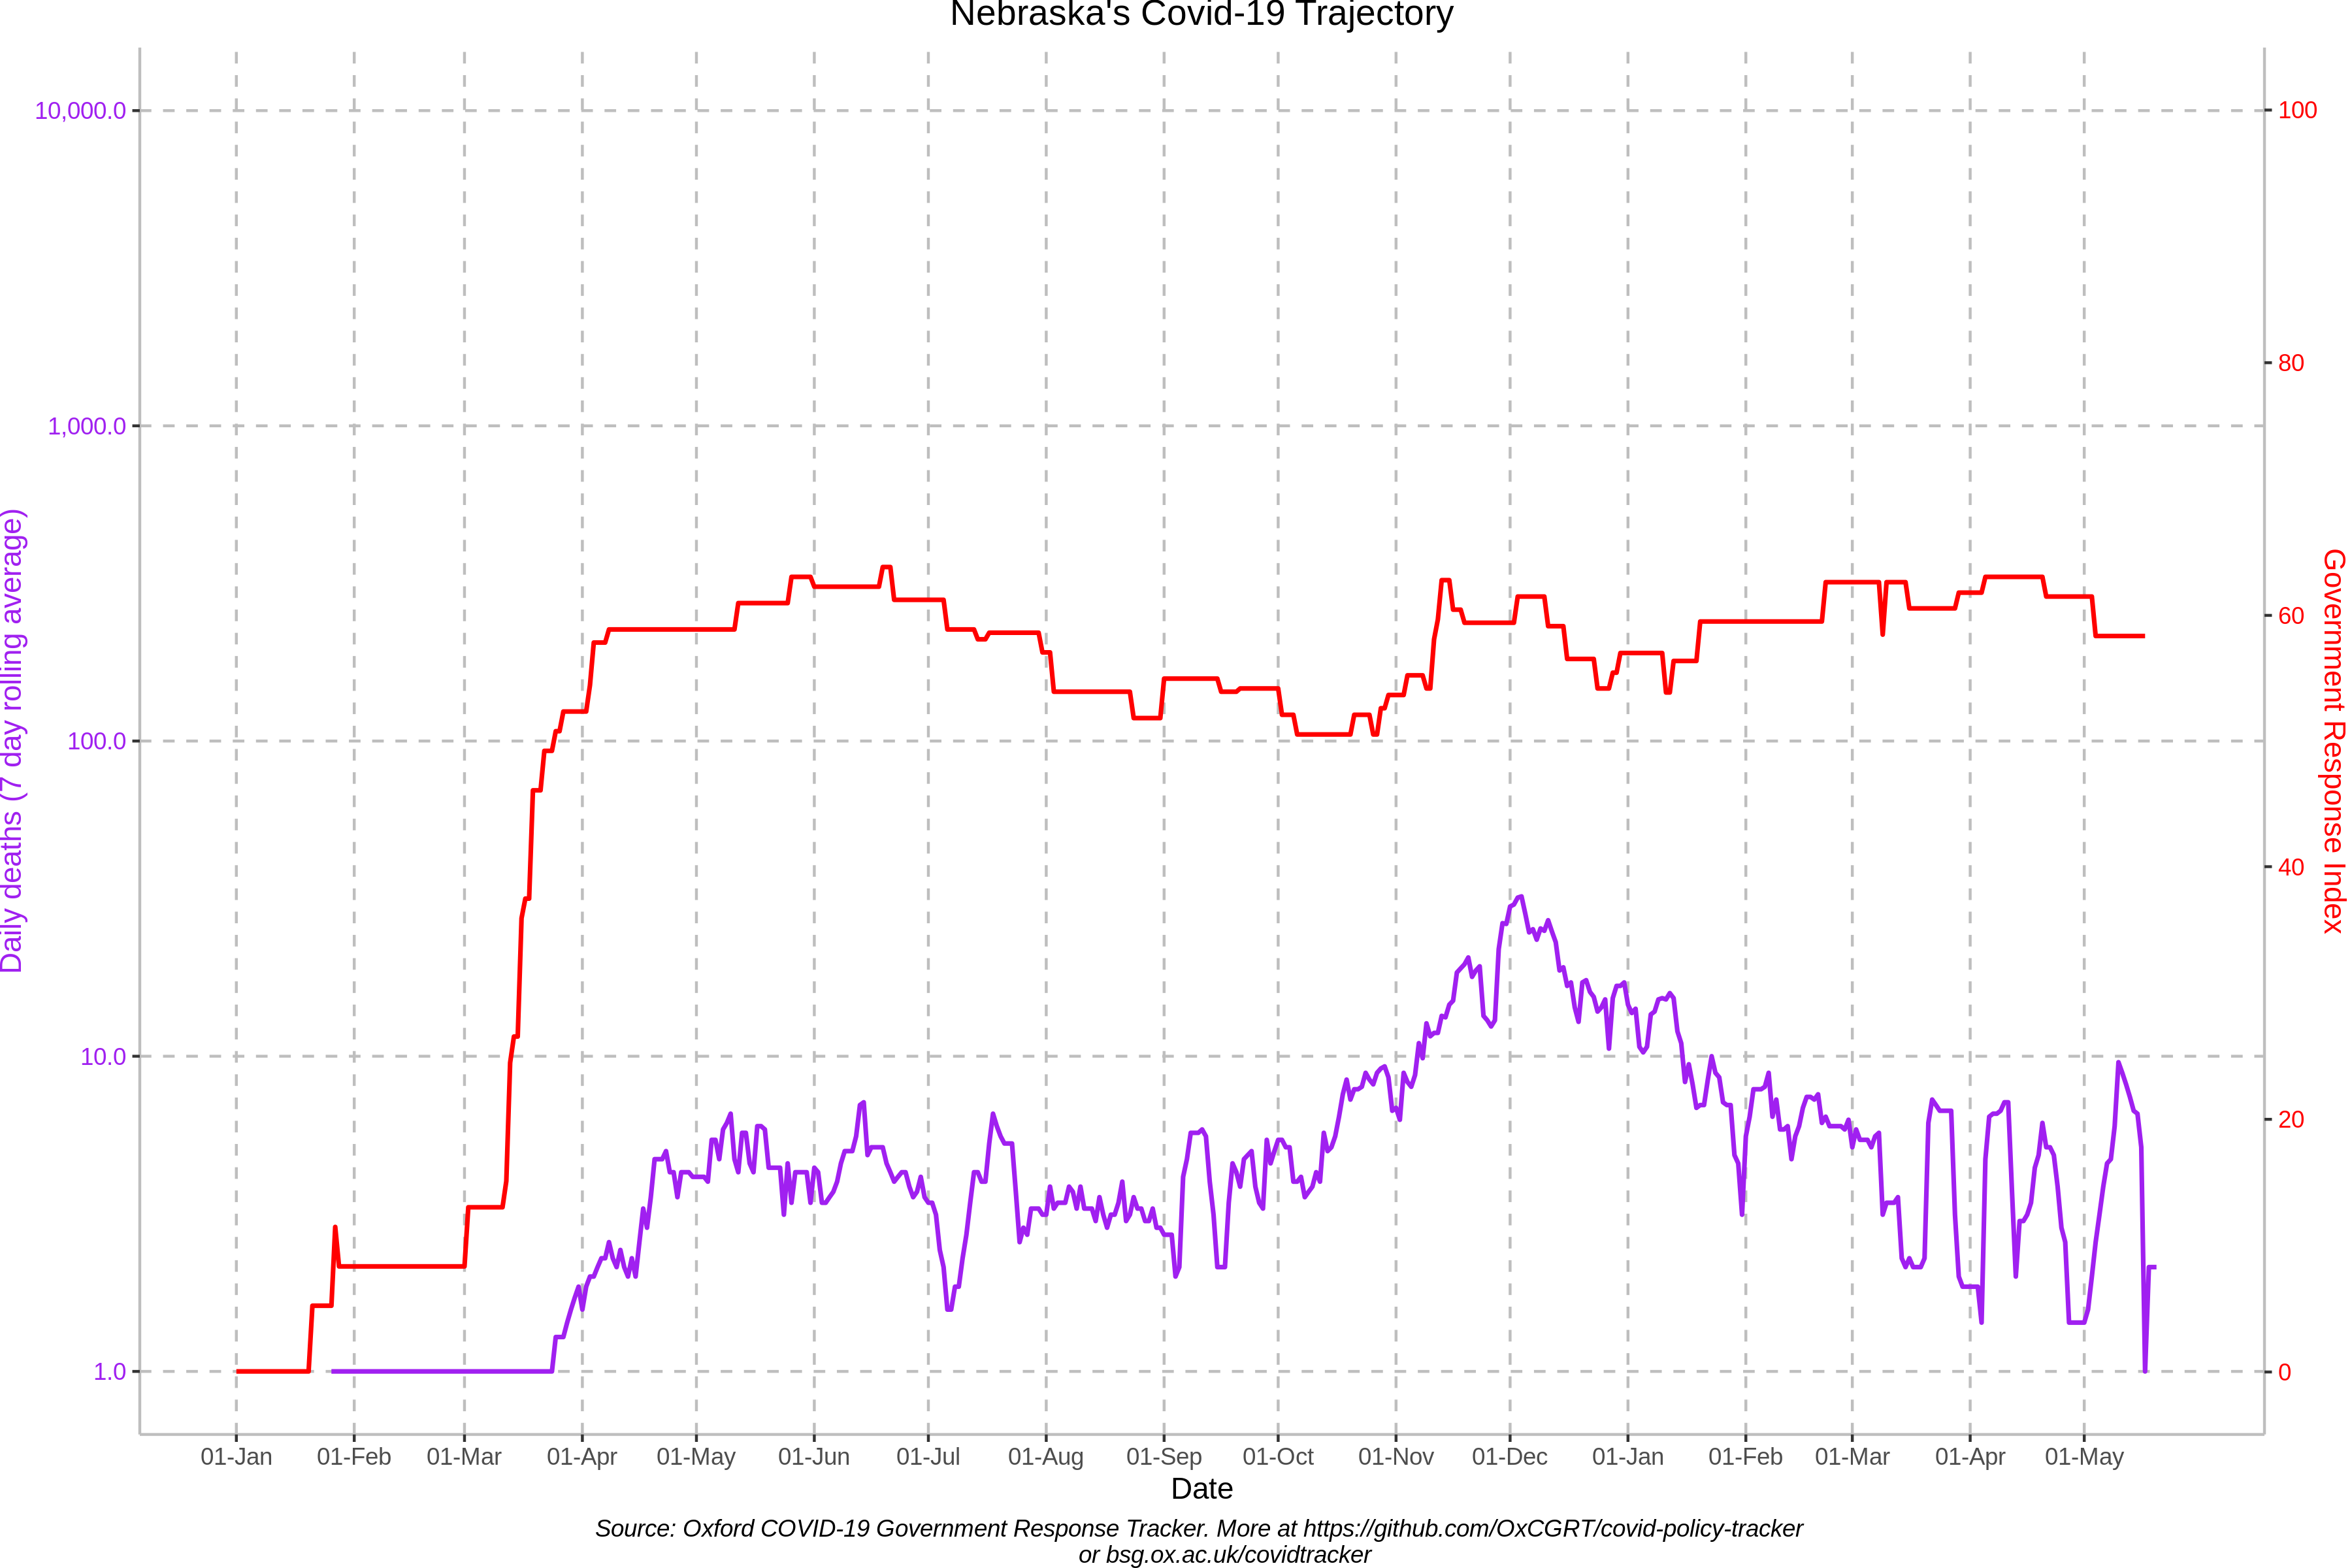 Nebraska's Covid-19 Trajectory
10,000.0
1,000.0
100.0
10.0
1.0
Daily deaths (7 day rolling average)
100
80
60
40
20
0
Government Response Index
01-Jan 01-Feb 01-Mar 01-Apr 01-May 01-Jun 01-Jul 01-Aug 01-Sep 01-Oct 01-Nov 01-Dec 01-Jan 01-Feb 01-Mar 01-Apr 01-May
Date
Source: Oxford COVID-19 Government Response Tracker. More at https://github.com/OxCGRT/covid-policy-tracker
or bsg.ox.ac.uk/covidtracker